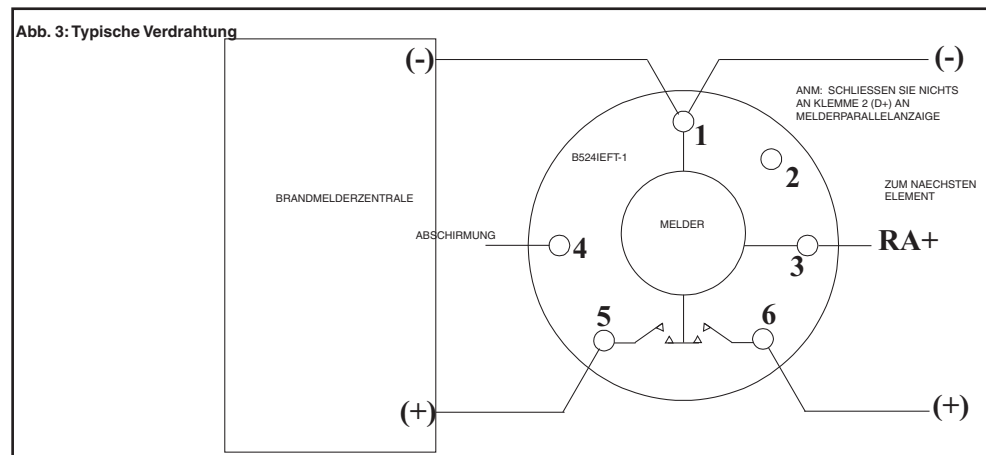 Abb. 3: Typische Verdrahtung
(-)
(-)
ANM: SCHLIESSEN SIE NICHTS
AN KLEMME 2 (D+) AN
MELDERPARALLELANZAIGE
1
B524IEFT-1
2
BRANDMELDERZENTRALE
ZUM NAECHSTEN
ELEMENT
MELDER
ABSCHIRMUNG
4
3
RA+
5
6
(+)
(+)